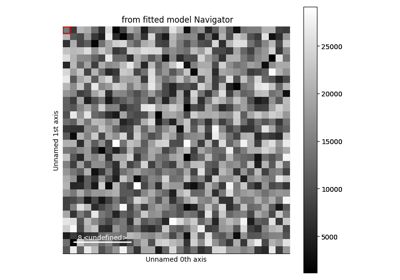 from fitted model Navigator
25000
20000
15000
10000
5000
Unnamed 1st axis
8 <undefined>
Unnamed 0th axis